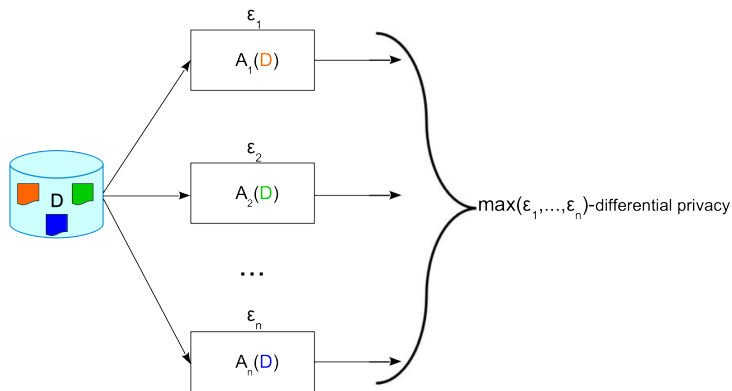 ε1
A1(D)
ε2
A2(D)
D
max(ε1,...,εn)-differential privacy
...
εn
An(D)